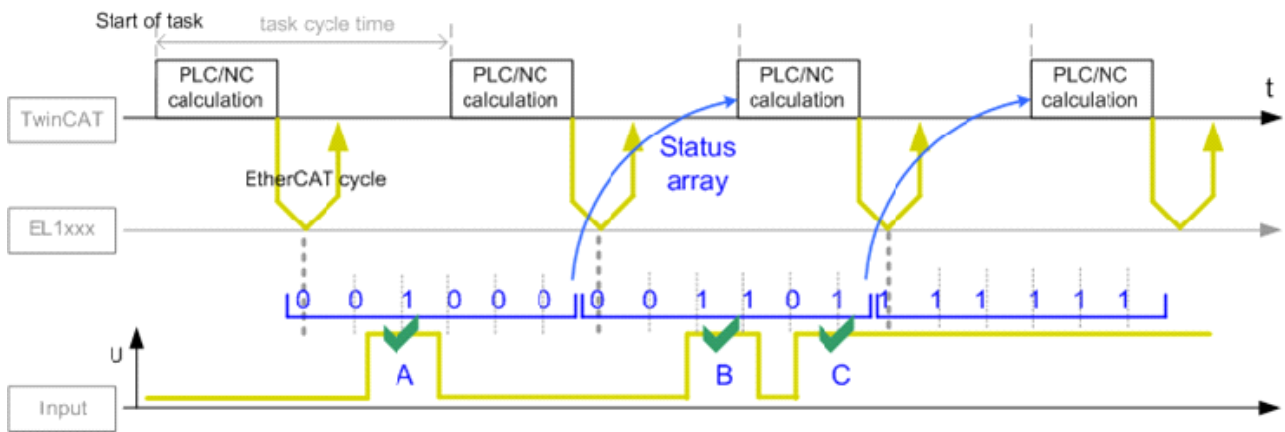 Start of task
task cycle time
PLC/NC
calculation
PLC/NC
calculation
PLC/NC
calculation
PLC/NC
calculation
t
TwinCAT
Status
array
EtherCAT cycle
EL1xxx
0 0 1 0 0 0 0 0 1 1 0 1 1 1 1 1 1 1
U
A
B
C
Input